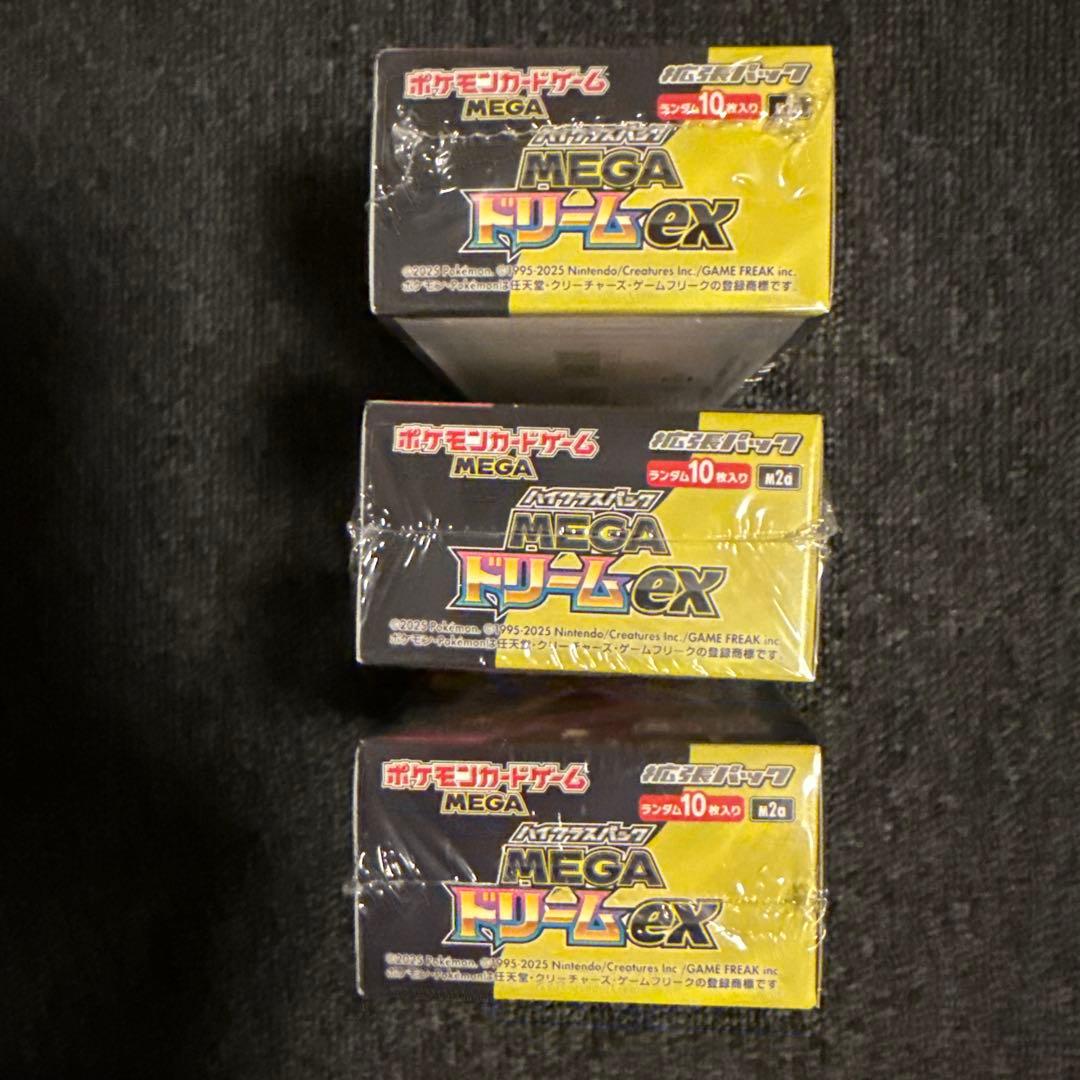 ポケモンカードゲーム
MEGA
拡張パック
ランダム10枚入り
ハイクラスパック
MEGA
ドリームex
©2025 Pokémon. ©1995-2025 Nintendo/Creatures Inc./GAME FREAK inc.
ポケモン・Pokémonは任天堂・クリーチャーズ・ゲームフリークの登録商標です。
ポケモンカードゲーム
MEGA
拡張パック
ランダム10枚入り M2a
ハイクラスパック
MEGA
ドリームex
©2025 Pokémon. ©1995-2025 Nintendo/Creatures Inc./GAME FREAK inc.
ポケモン・Pokémonは任天堂・クリーチャーズ・ゲームフリークの登録商標です。
ポケモンカードゲーム
MEGA
拡張パック
ランダム10枚入り M2a
ハイクラスパック
MEGA
ドリームex
©2025 Pokémon. ©1995-2025 Nintendo/Creatures Inc./GAME FREAK inc.
ポケモン・Pokémonは任天堂・クリーチャーズ・ゲームフリークの登録商標です